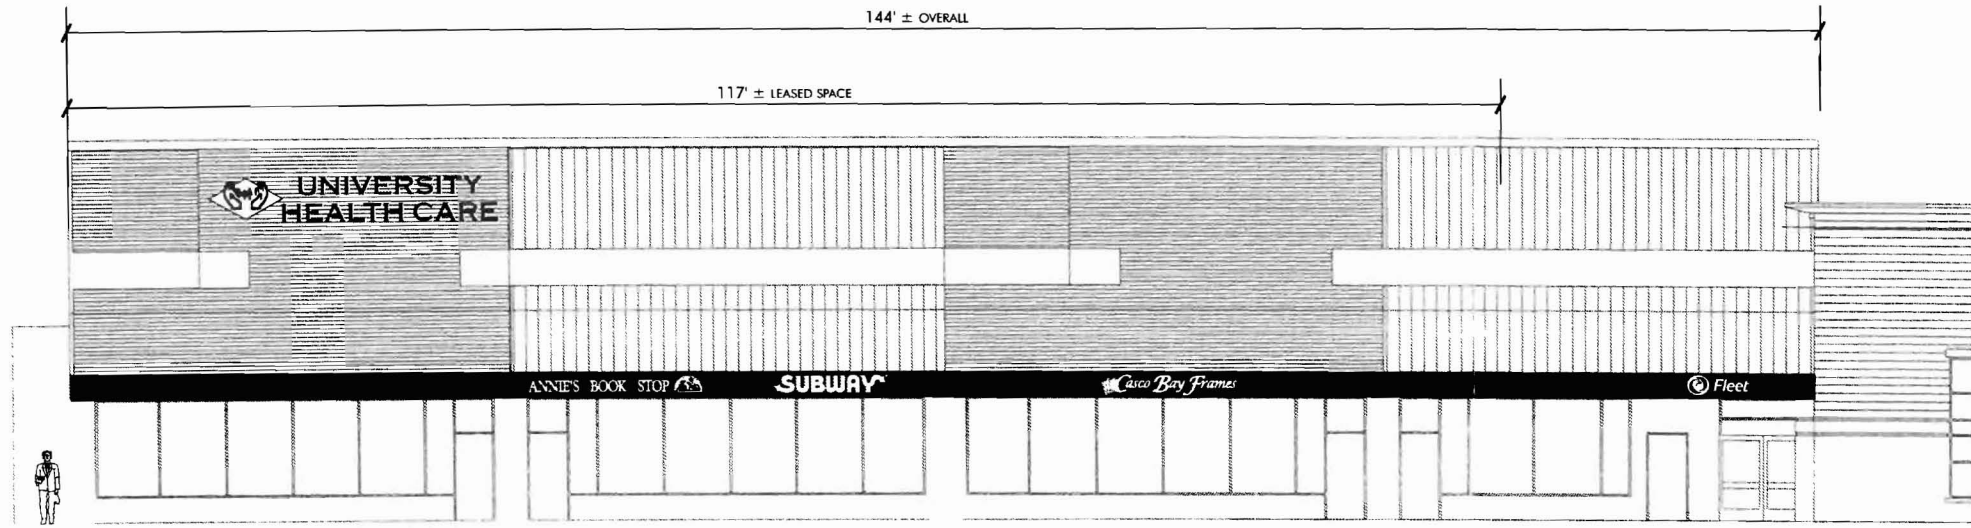 144' ± OVERALL
117' ± LEASED SPACE
UNIVERSITY
HEALTH CARE
ANNIE'S BOOK STOP
SUBWAY
Casco Bay Frames
Fleet